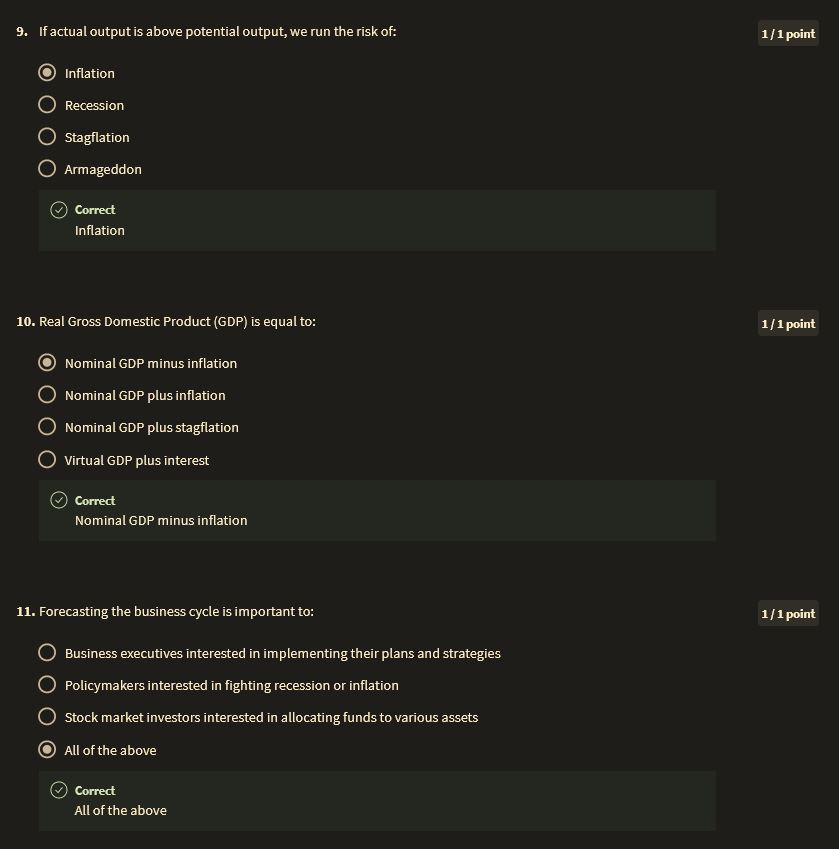 9. If actual output is above potential output, we run the risk of:
1 / 1 point
Inflation
Recession
Stagflation
Armageddon
Correct
Inflation
10. Real Gross Domestic Product (GDP) is equal to:
1 / 1 point
Nominal GDP minus inflation
Nominal GDP plus inflation
Nominal GDP plus stagflation
Virtual GDP plus interest
Correct
Nominal GDP minus inflation
11. Forecasting the business cycle is important to:
1 / 1 point
Business executives interested in implementing their plans and strategies
Policymakers interested in fighting recession or inflation
Stock market investors interested in allocating funds to various assets
All of the above
Correct
All of the above